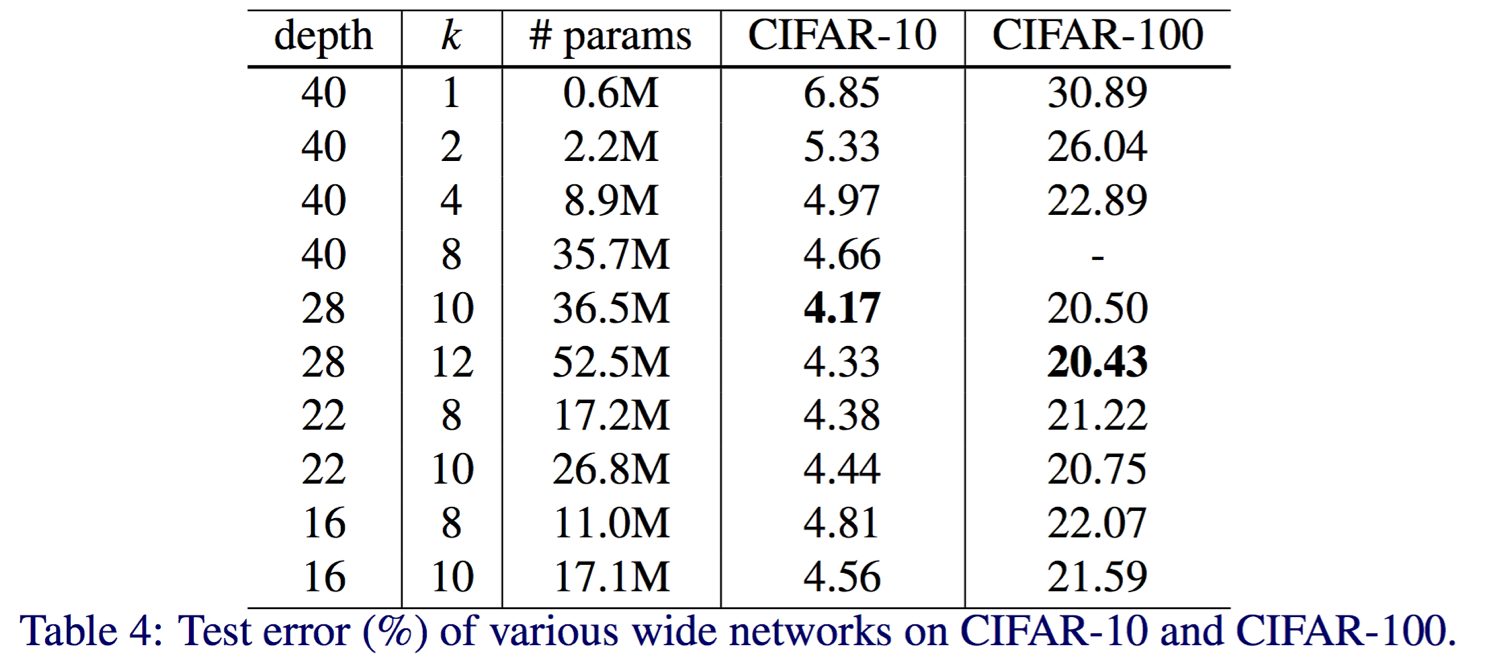 depth k # params CIFAR-10 CIFAR-100
40 1 0.6M 6.85 30.89
40 2 2.2M 5.33 26.04
40 4 8.9M 4.97 22.89
40 8 35.7M 4.66 -
28 10 36.5M 4.17 20.50
28 12 52.5M 4.33 20.43
22 8 17.2M 4.38 21.22
22 10 26.8M 4.44 20.75
16 8 11.0M 4.81 22.07
16 10 17.1M 4.56 21.59
Table 4: Test error (%) of various wide networks on CIFAR-10 and CIFAR-100.